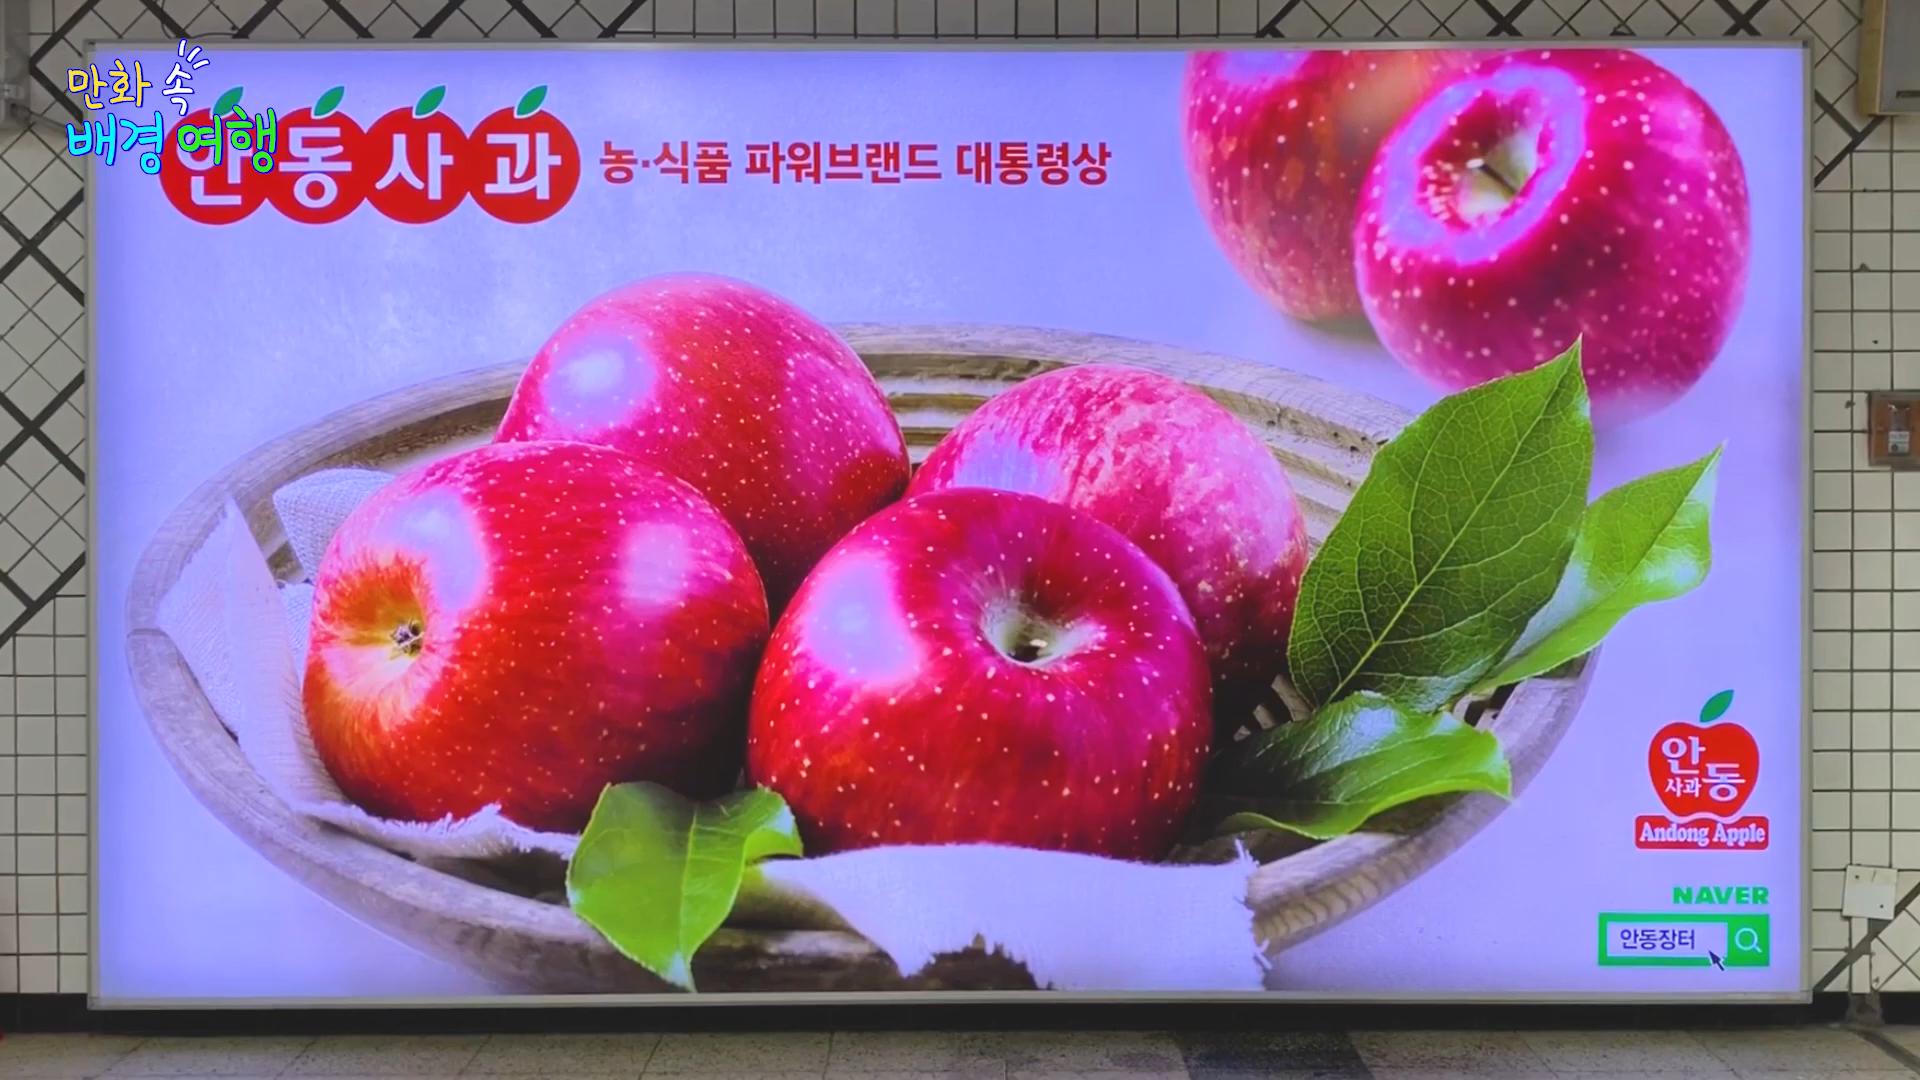 만화 속
배경 여행
안동사과
농·식품 파워브랜드 대통령상
안동
사과
Andong Apple
NAVER
안동장터